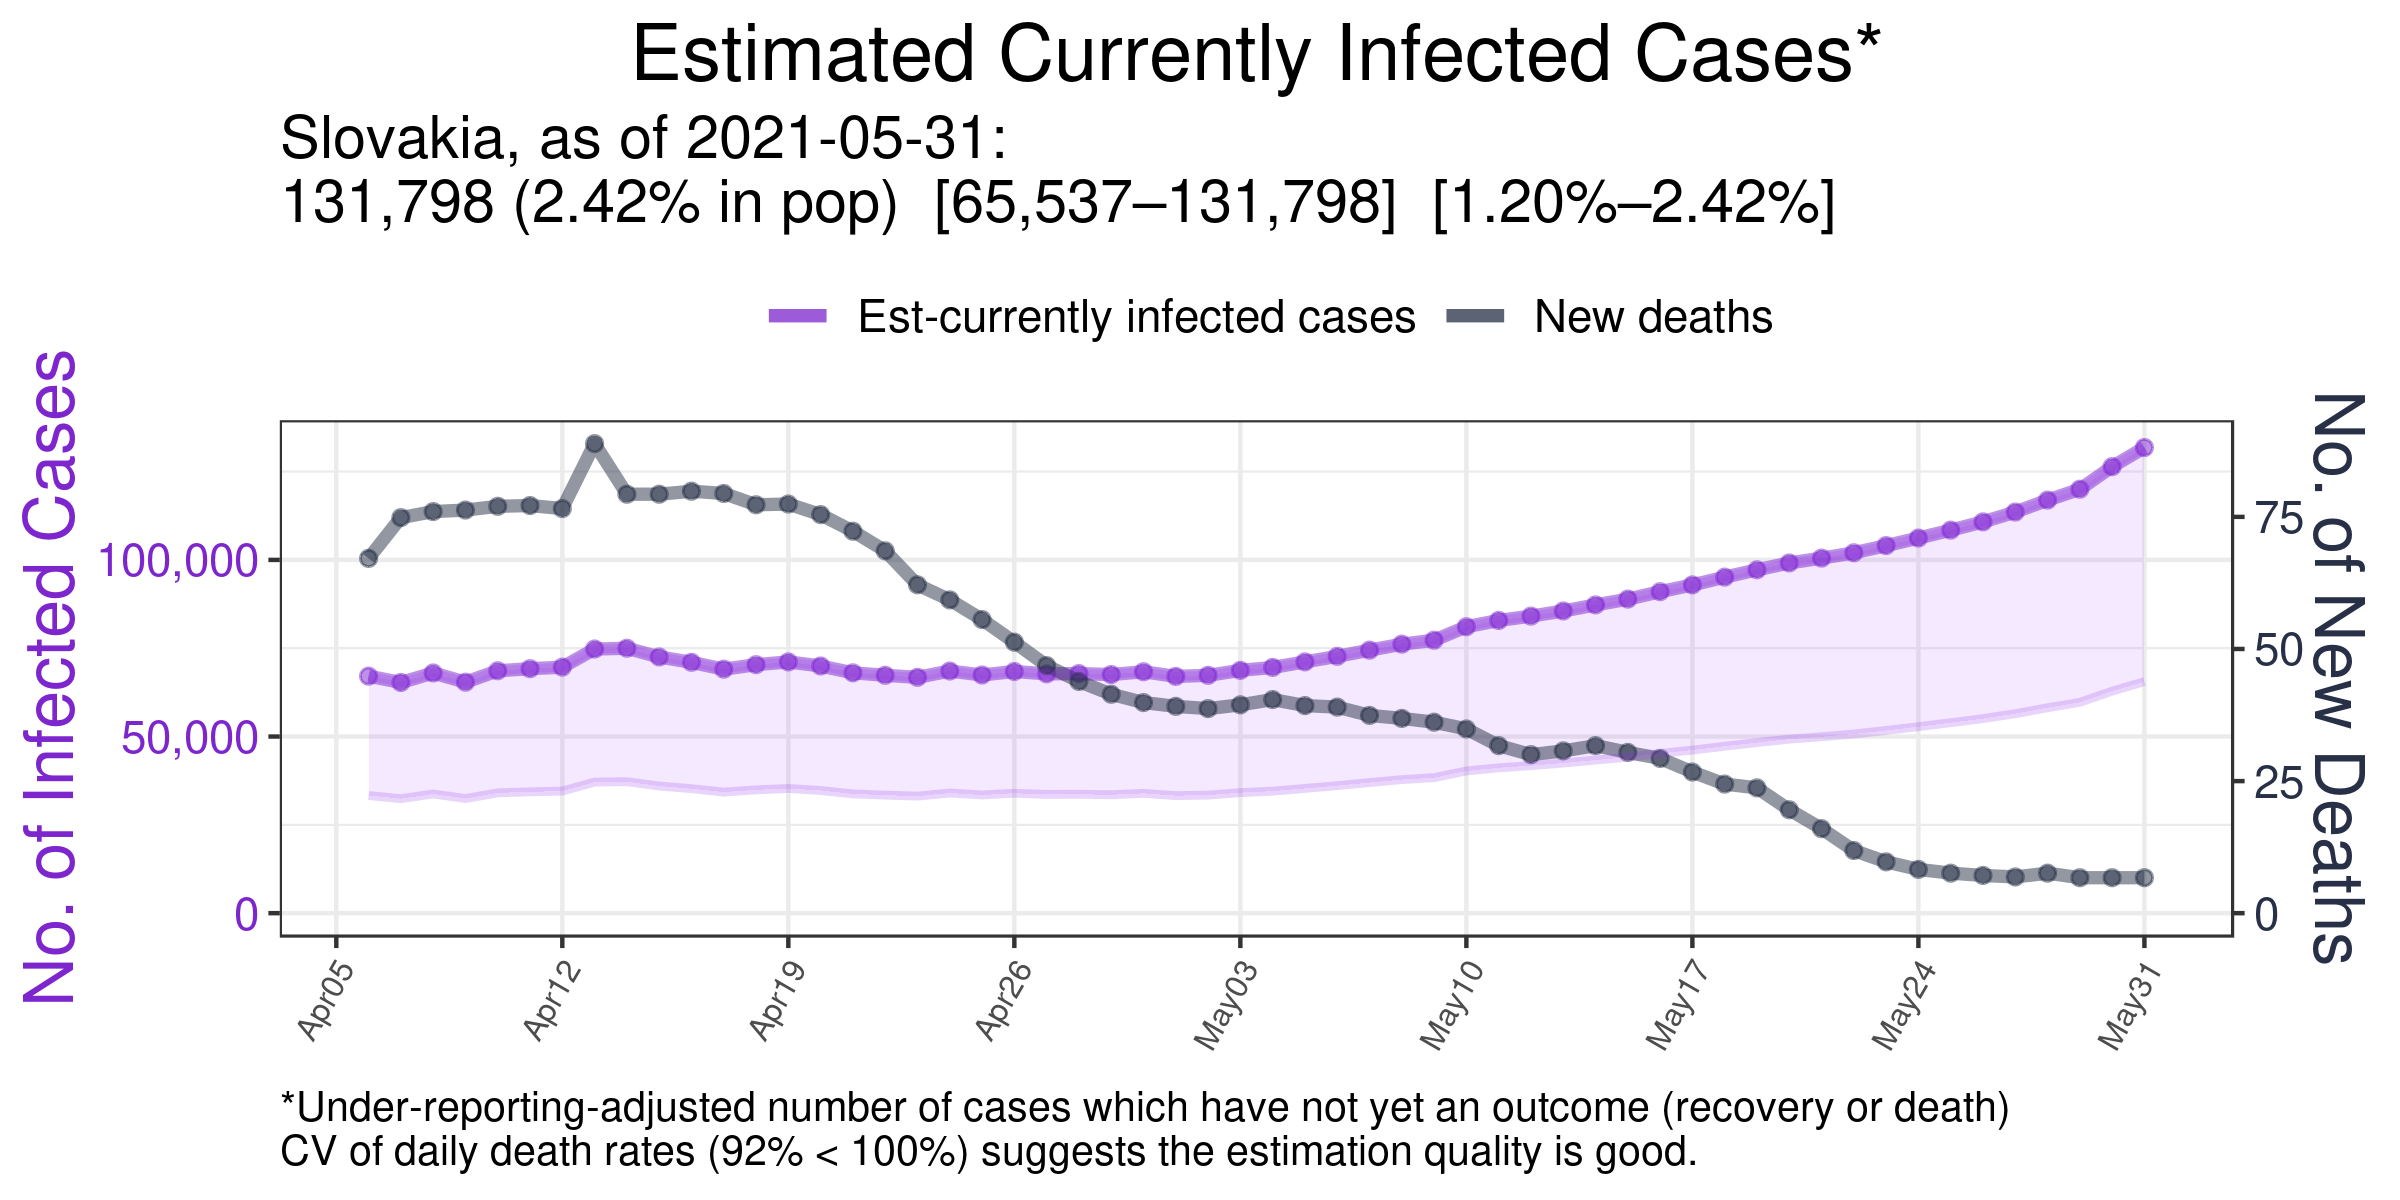 Estimated Currently Infected Cases*
Slovakia, as of 2021-05-31:
131,798 (2.42% in pop)  [65,537–131,798]  [1.20%–2.42%]
Est-currently infected cases
New deaths
No. of Infected Cases
100,000
50,000
0
No. of New Deaths
75
50
25
0
Apr05
Apr12
Apr19
Apr26
May03
May10
May17
May24
May31
*Under-reporting-adjusted number of cases which have not yet an outcome (recovery or death)
CV of daily death rates (92% < 100%) suggests the estimation quality is good.